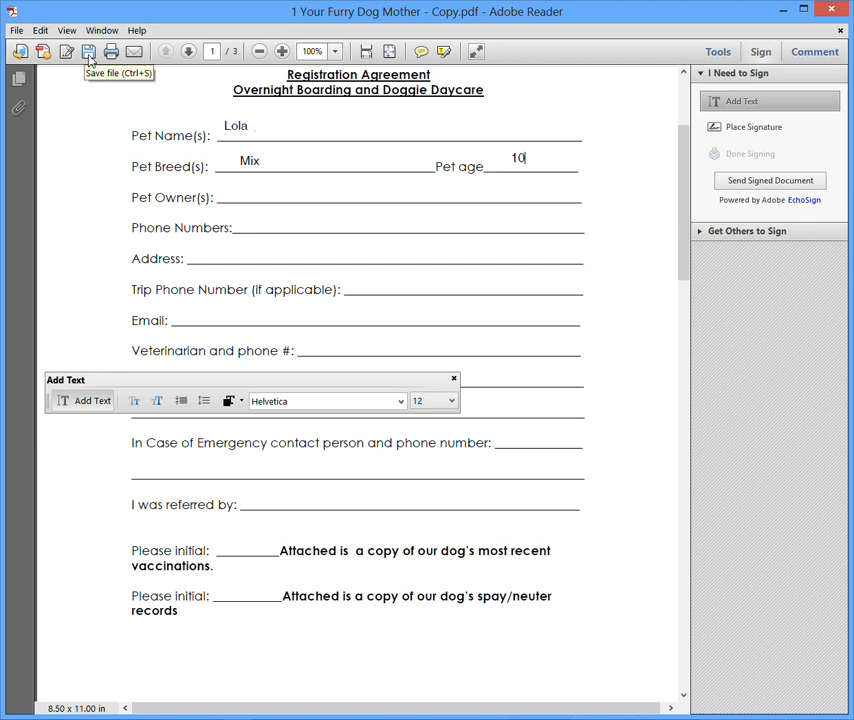 1 Your Furry Dog Mother - Copy.pdf - Adobe Reader
File Edit View Window Help
1 / 3 100% Tools Sign Comment
Save file (Ctrl+S)
I Need to Sign
Add Text
Place Signature
Done Signing
Send Signed Document
Powered by Adobe EchoSign
Get Others to Sign
Registration Agreement
Overnight Boarding and Doggie Daycare
Pet Name(s): Lola
Pet Breed(s): Mix Pet age 10
Pet Owner(s):
Phone Numbers:
Address:
Trip Phone Number (if applicable):
Email:
Veterinarian and phone #:
Add Text
Add Text Helvetica 12
In Case of Emergency contact person and phone number:
I was referred by:
Please initial: __________Attached is a copy of our dog's most recent
vaccinations.
Please initial: ___________Attached is a copy of our dog's spay/neuter
records
8.50 x 11.00 in